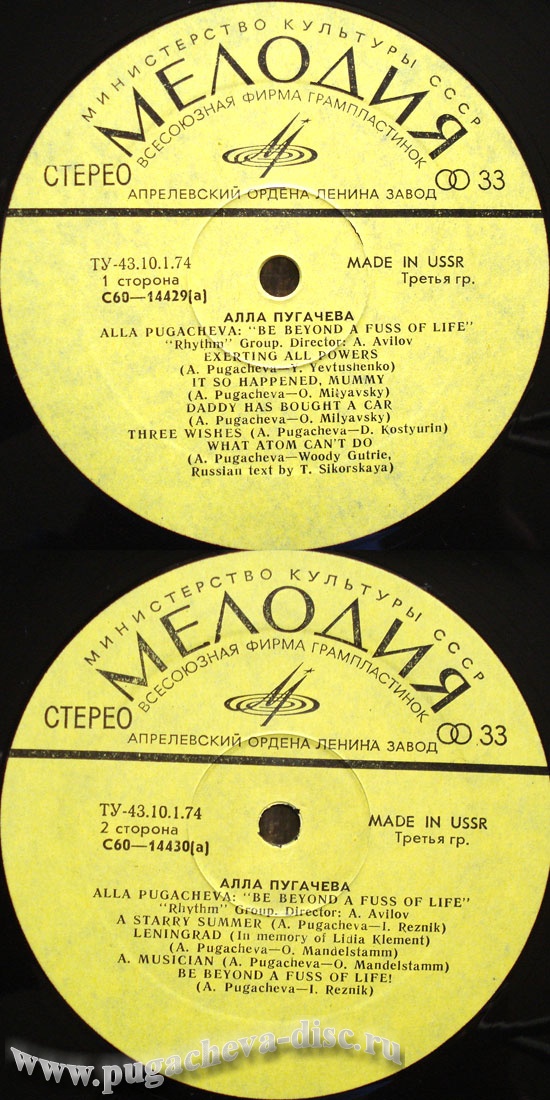 МИНИСТЕРСТВО КУЛЬТУРЫ СССР
МЕЛОДИЯ
ВСЕСОЮЗНАЯ ФИРМА ГРАМПЛАСТИНОК
СТЕРЕО
33
АПРЕЛЕВСКИЙ ОРДЕНА ЛЕНИНА ЗАВОД
ТУ-43.10.1.74
MADE IN USSR
1 сторона
Третья гр.
С60—14429(а)
АЛЛА ПУГАЧЕВА
ALLA PUGACHEVA: "BE BEYOND A FUSS OF LIFE"
"Rhythm" Group. Director: A. Avilov
EXERTING ALL POWERS
(A. Pugacheva—Y. Yevtushenko)
IT SO HAPPENED, MUMMY
(A. Pugacheva—O. Milyavsky)
DADDY HAS BOUGHT A CAR
(A. Pugacheva—O. Milyavsky)
THREE WISHES (A. Pugacheva—D. Kostyurin)
WHAT ATOM CAN'T DO
(A. Pugacheva—Woody Gutrie,
Russian text by T. Sikorskaya)
МИНИСТЕРСТВО КУЛЬТУРЫ СССР
МЕЛОДИЯ
ВСЕСОЮЗНАЯ ФИРМА ГРАМПЛАСТИНОК
СТЕРЕО
33
АПРЕЛЕВСКИЙ ОРДЕНА ЛЕНИНА ЗАВОД
ТУ-43.10.1.74
MADE IN USSR
2 сторона
Третья гр.
С60—14430(а)
АЛЛА ПУГАЧЕВА
ALLA PUGACHEVA: "BE BEYOND A FUSS OF LIFE"
"Rhythm" Group. Director: A. Avilov
A STARRY SUMMER (A. Pugacheva—I. Reznik)
LENINGRAD (In memory of Lidia Klement)
(A. Pugacheva—O. Mandelstamm)
A. MUSICIAN (A. Pugacheva—O. Mandelstamm)
BE BEYOND A FUSS OF LIFE!
(A. Pugacheva—I. Reznik)
www.pugacheva-disc.ru